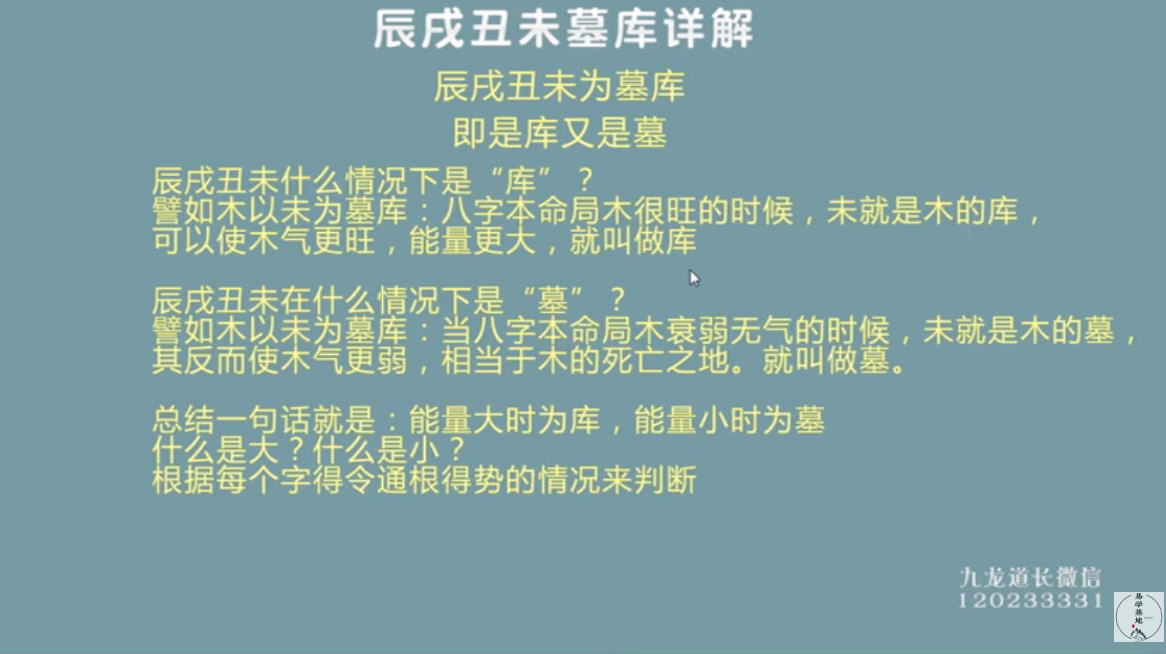 辰戌丑未墓库详解
辰戌丑未为墓库
即是库又是墓
辰戌丑未什么情况下是“库”？
譬如木以未为墓库：八字本命局木很旺的时候，未就是木的库，
可以使木气更旺，能量更大，就叫做库
辰戌丑未在什么情况下是“墓”？
譬如木以未为墓库：当八字本命局木衰弱无气的时候，未就是木的墓，
其反而使木气更弱，相当于木的死亡之地。就叫做墓。
总结一句话就是：能量大时为库，能量小时为墓
什么是大？什么是小？
根据每个字得令通根得势的情况来判断
九龙道长微信
120233331
易学基地